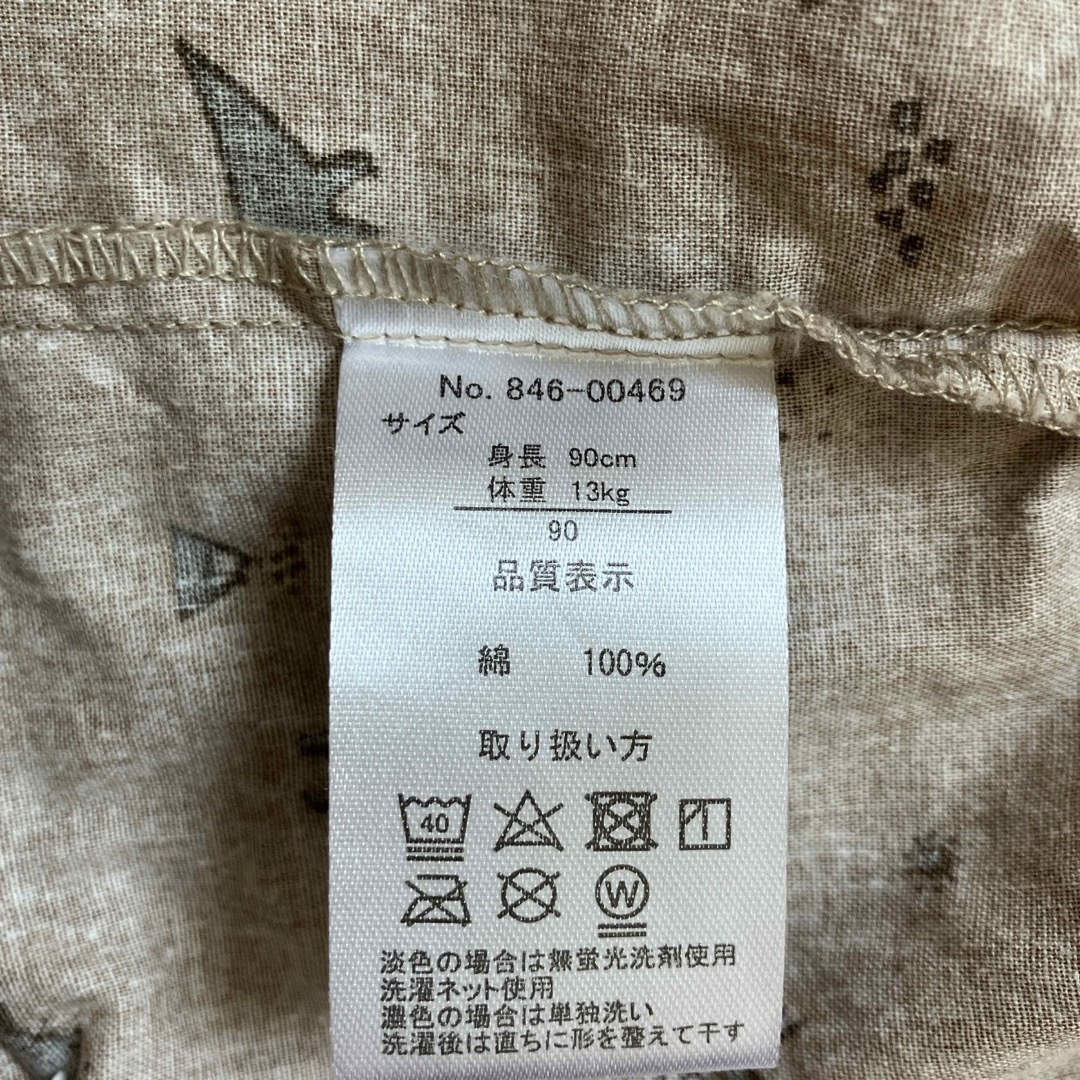 No. 846-00469
サイズ
身長 90cm
体重 13kg
90
品質表示
綿 100%
取り扱い方
40
W
淡色の場合は無蛍光洗剤使用
洗濯ネット使用
濃色の場合は単独洗い
洗濯後は直ちに形を整えて干す